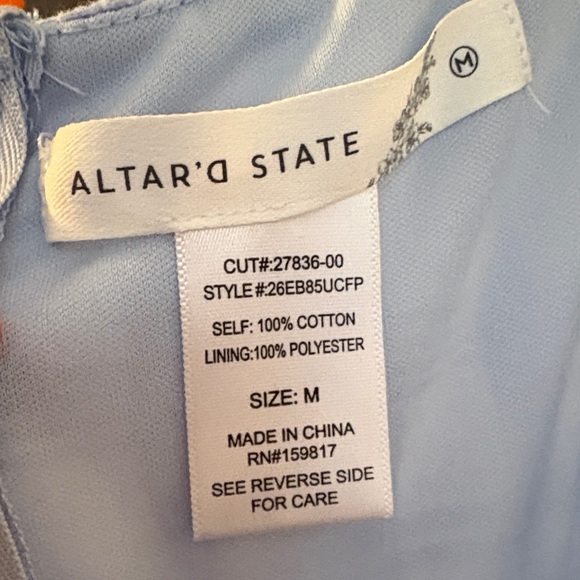 ALTAR'D STATE
M
CUT#:27836-00
STYLE#:26EB85UCFP
SELF: 100% COTTON
LINING:100% POLYESTER
SIZE: M
MADE IN CHINA
RN#159817
SEE REVERSE SIDE
FOR CARE